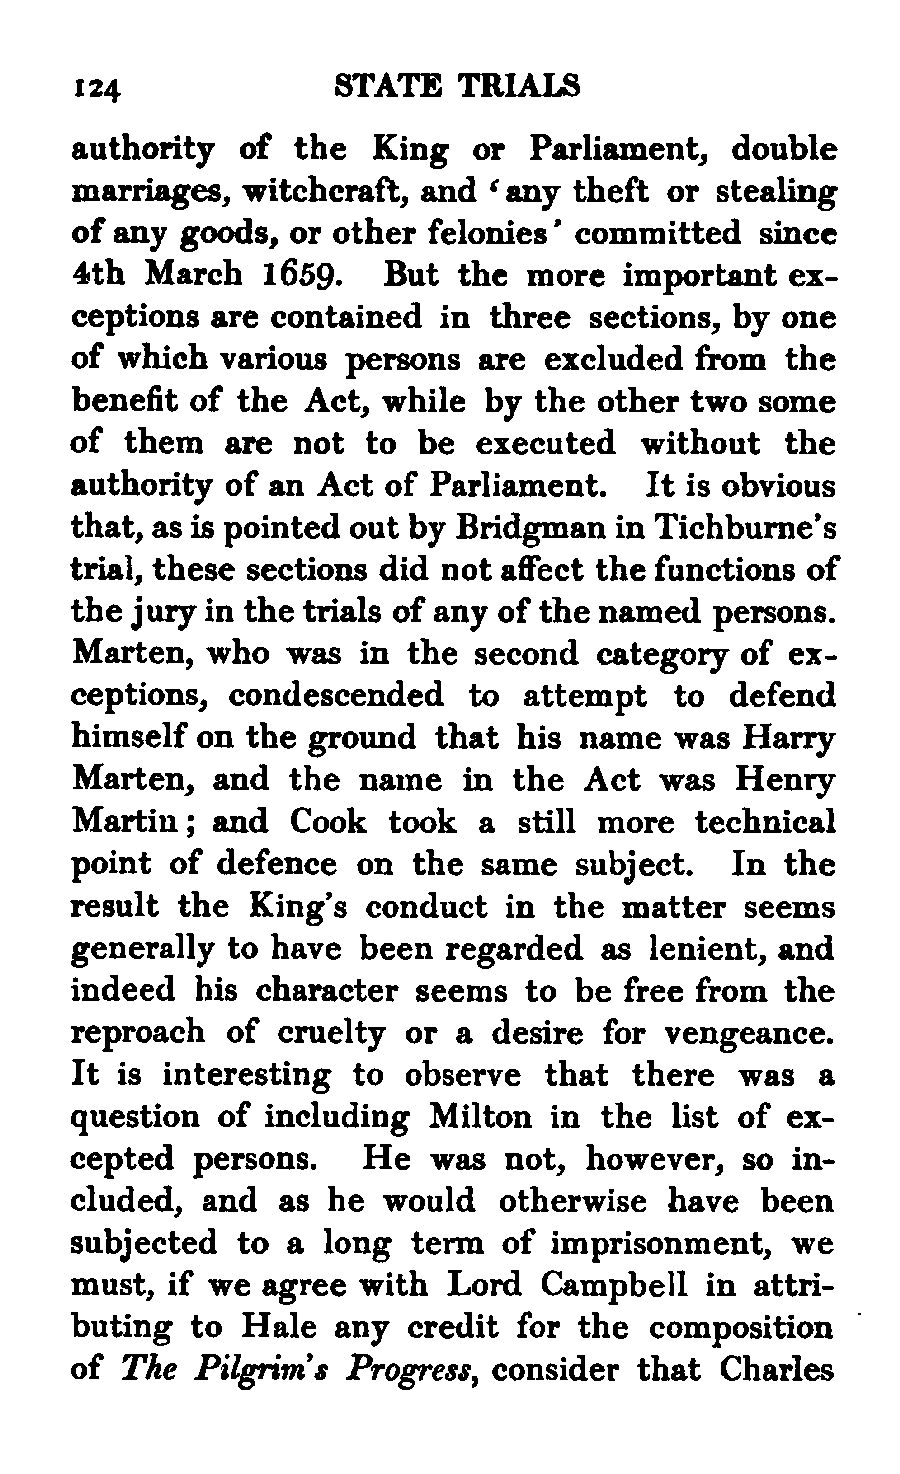 124 STATE TRIALS
authority of the King or Parliament, double
marriages, witchcraft, and ‘any theft or stealing
of any goods, or other felonies’ committed since
4th March 1659. But the more important ex-
ceptions are contained in three sections, by one
of which various persons are excluded from the
benefit of the Act, while by the other two some
of them are not to be executed without the
authority of an Act of Parliament. It is obvious
that, as is pointed out by Bridgman in Tichburne's
trial, these sections did not affect the functions of
the jury in the trials of any of the named persons.
Marten, who was in the second category of ex-
ceptions, condescended to attempt to defend
himself on the ground that his name was Harry
Marten, and the name in the Act was Henry
Martin; and Cook took a still more technical
point of defence on the same subject. In the
result the King's conduct in the matter seems
generally to have been regarded as lenient, and
indeed his character seems to be free from the
reproach of cruelty or a desire for vengeance.
It is interesting to observe that there was a
question of including Milton in the list of ex-
cepted persons. He was not, however, so in-
cluded, and as he would otherwise have been
subjected to a long term of imprisonment, we
must, if we agree with Lord Campbell in attri-
buting to Hale any credit for the composition
of The Pilgrim's Progress, consider that Charles